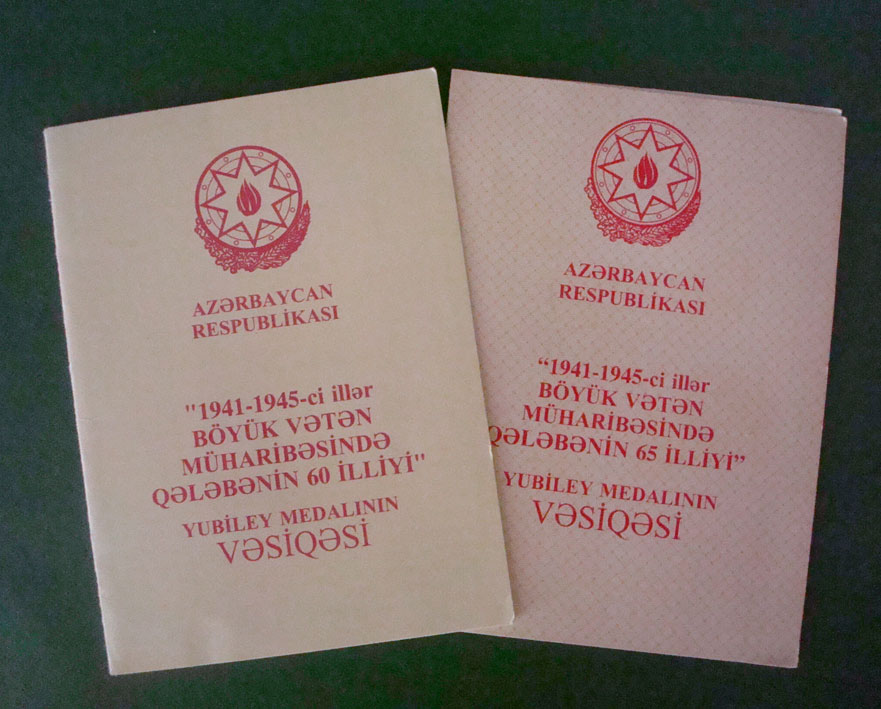 AZƏRBAYCAN
RESPUBLİKASI
"1941-1945-ci illər
BÖYÜK VƏTƏN
MÜHARİBƏSİNDƏ
QƏLƏBƏNİN 60 İLLİYİ"
YUBİLEY MEDALININ
VƏSİQƏSİ
AZƏRBAYCAN
RESPUBLİKASI
“1941-1945-ci illər
BÖYÜK VƏTƏN
MÜHARİBƏSİNDƏ
QƏLƏBƏNİN 65 İLLİYİ”
YUBİLEY MEDALININ
VƏSİQƏSİ